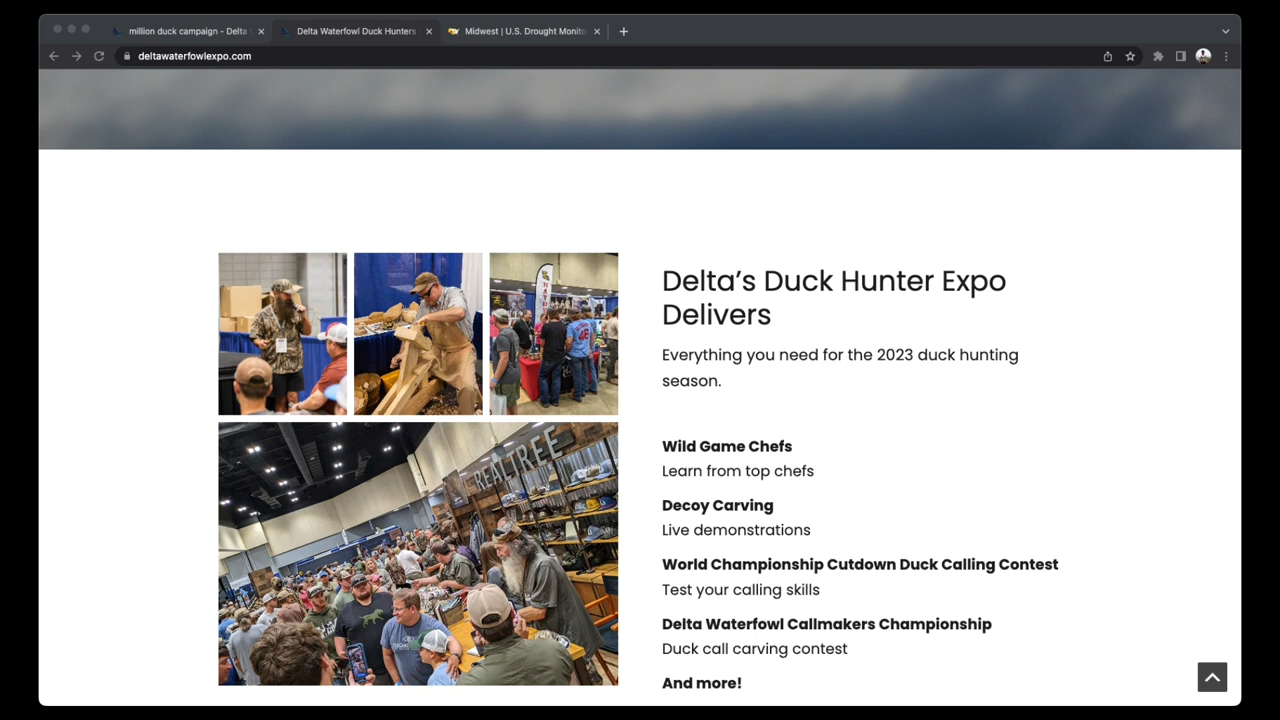 million duck campaign - Delta
Delta Waterfowl Duck Hunters
Midwest | U.S. Drought Monito
deltawaterfowlexpo.com
REALTREE
Delta’s Duck Hunter Expo
Delivers
Everything you need for the 2023 duck hunting
season.
Wild Game Chefs
Learn from top chefs
Decoy Carving
Live demonstrations
World Championship Cutdown Duck Calling Contest
Test your calling skills
Delta Waterfowl Callmakers Championship
Duck call carving contest
And more!